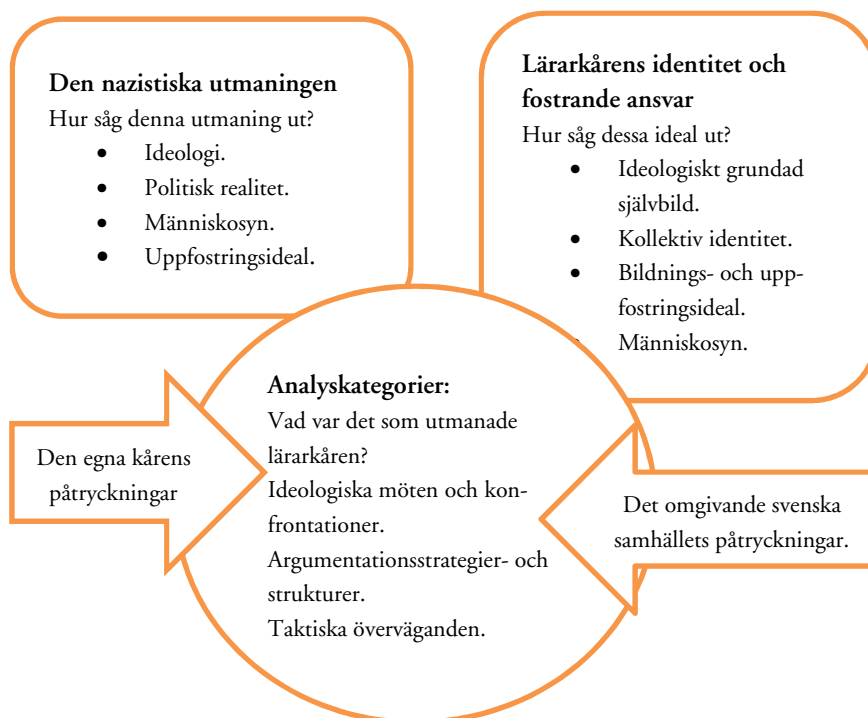 Den nazistiska utmaningen
Hur såg denna utmaning ut?
• Ideologi.
• Politisk realitet.
• Människosyn.
• Uppfostringsideal.
Lärarkårens identitet och
fostrande ansvar
Hur såg dessa ideal ut?
• Ideologiskt grundad
självbild.
• Kollektiv identitet.
• Bildnings- och upp-
fostringsideal.
• Människosyn.
Analyskategorier:
Vad var det som utmanade
lärarkåren?
Ideologiska möten och kon-
frontationer.
Argumentationsstrategier- och
strukturer.
Taktiska överväganden.
Den egna kårens
påtryckningar
Det omgivande svenska
samhällets påtryckningar.